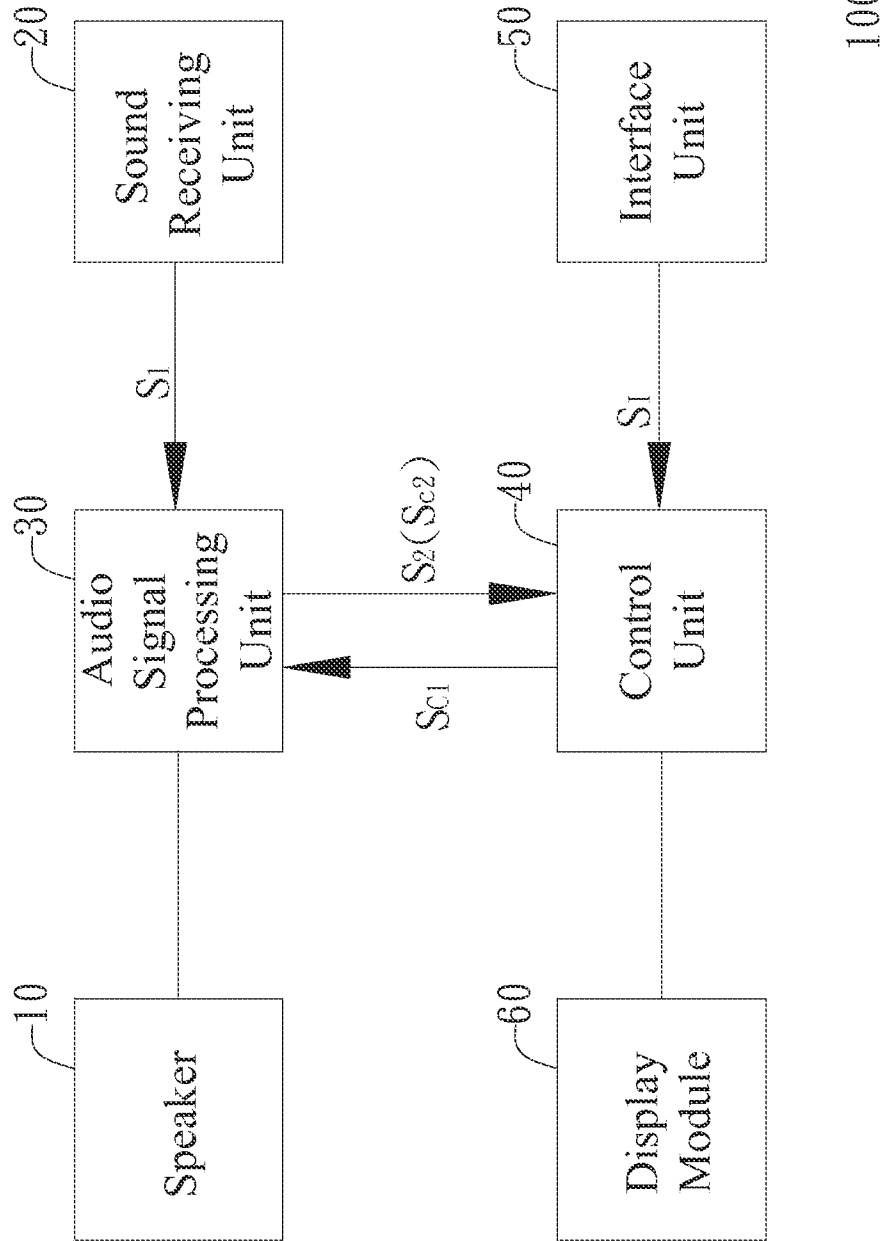 10
Speaker
30
Audio
Signal
Processing
Unit
S1
20
Sound
Receiving
Unit
SC1
S2(Sc2)
60
Display
Module
40
Control
Unit
SI
50
Interface
Unit
100